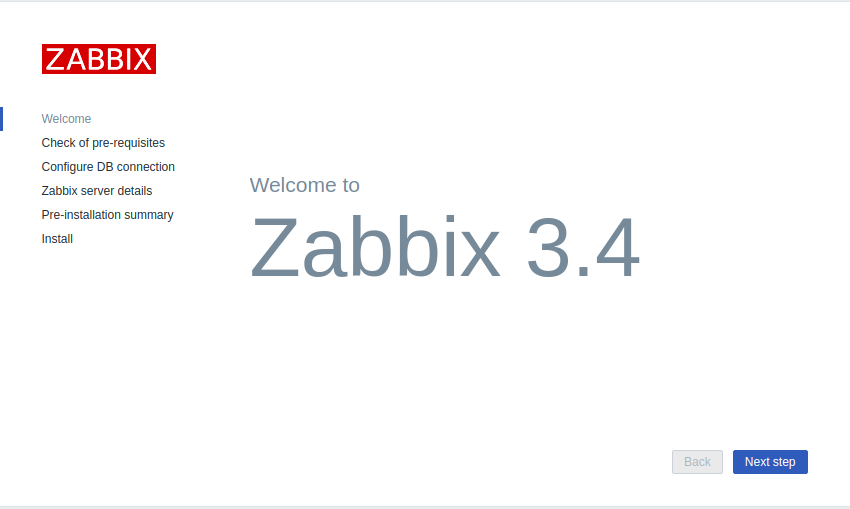 ZABBIX
Welcome
Check of pre-requisites
Configure DB connection
Zabbix server details
Pre-installation summary
Install
Welcome to
Zabbix 3.4
Back
Next step